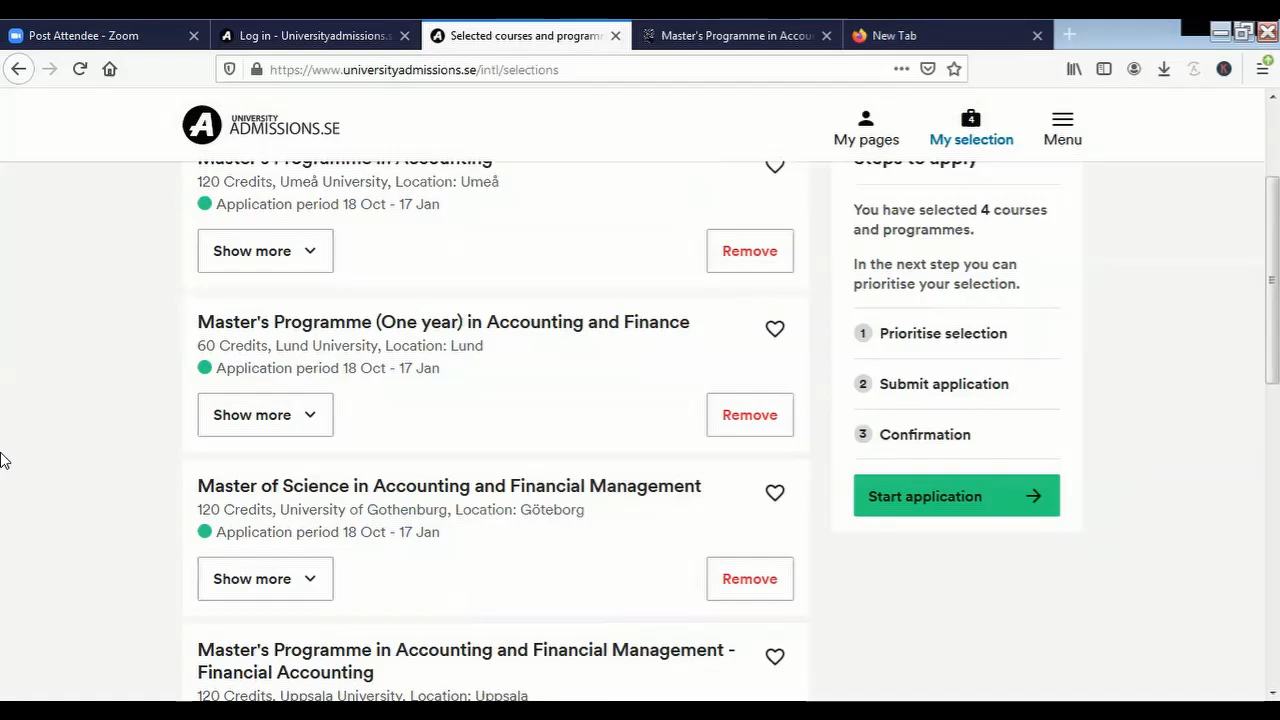 Post Attendee - Zoom
Log in - Universityadmissions.s
Selected courses and programm
Master's Programme in Accou
New Tab
https://www.universityadmissions.se/intl/selections
UNIVERSITY
ADMISSIONS.SE
My pages
4
My selection
Menu
Master's Programme in Accounting
120 Credits, Umeå University, Location: Umeå
Application period 18 Oct - 17 Jan
Show more
Remove
Master's Programme (One year) in Accounting and Finance
60 Credits, Lund University, Location: Lund
Application period 18 Oct - 17 Jan
Show more
Remove
Master of Science in Accounting and Financial Management
120 Credits, University of Gothenburg, Location: Göteborg
Application period 18 Oct - 17 Jan
Show more
Remove
Master's Programme in Accounting and Financial Management -
Financial Accounting
120 Credits, Uppsala University, Location: Uppsala
Steps to apply
You have selected 4 courses
and programmes.
In the next step you can
prioritise your selection.
1 Prioritise selection
2 Submit application
3 Confirmation
Start application